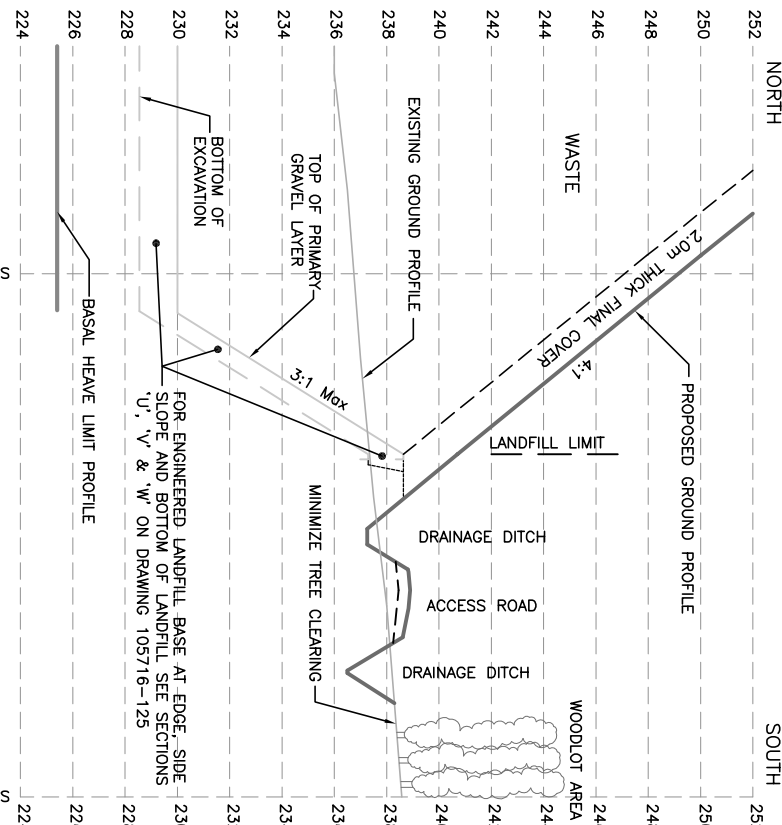 NORTH
SOUTH
252
250
248
246
244
242
240
238
236
234
232
230
228
226
224
WASTE
2.0m THICK FINAL COVER
4:1
PROPOSED GROUND PROFILE
EXISTING GROUND PROFILE
LANDFILL LIMIT
TOP OF PRIMARY
GRAVEL LAYER
3:1 Max
BOTTOM OF
EXCAVATION
DRAINAGE DITCH
ACCESS ROAD
DRAINAGE DITCH
WOODLOT AREA
MINIMIZE TREE CLEARING
FOR ENGINEERED LANDFILL BASE AT EDGE, SIDE
SLOPE AND BOTTOM OF LANDFILL SEE SECTIONS
'U', 'V' & 'W' ON DRAWING 105716-125
BASAL HEAVE LIMIT PROFILE
S
S